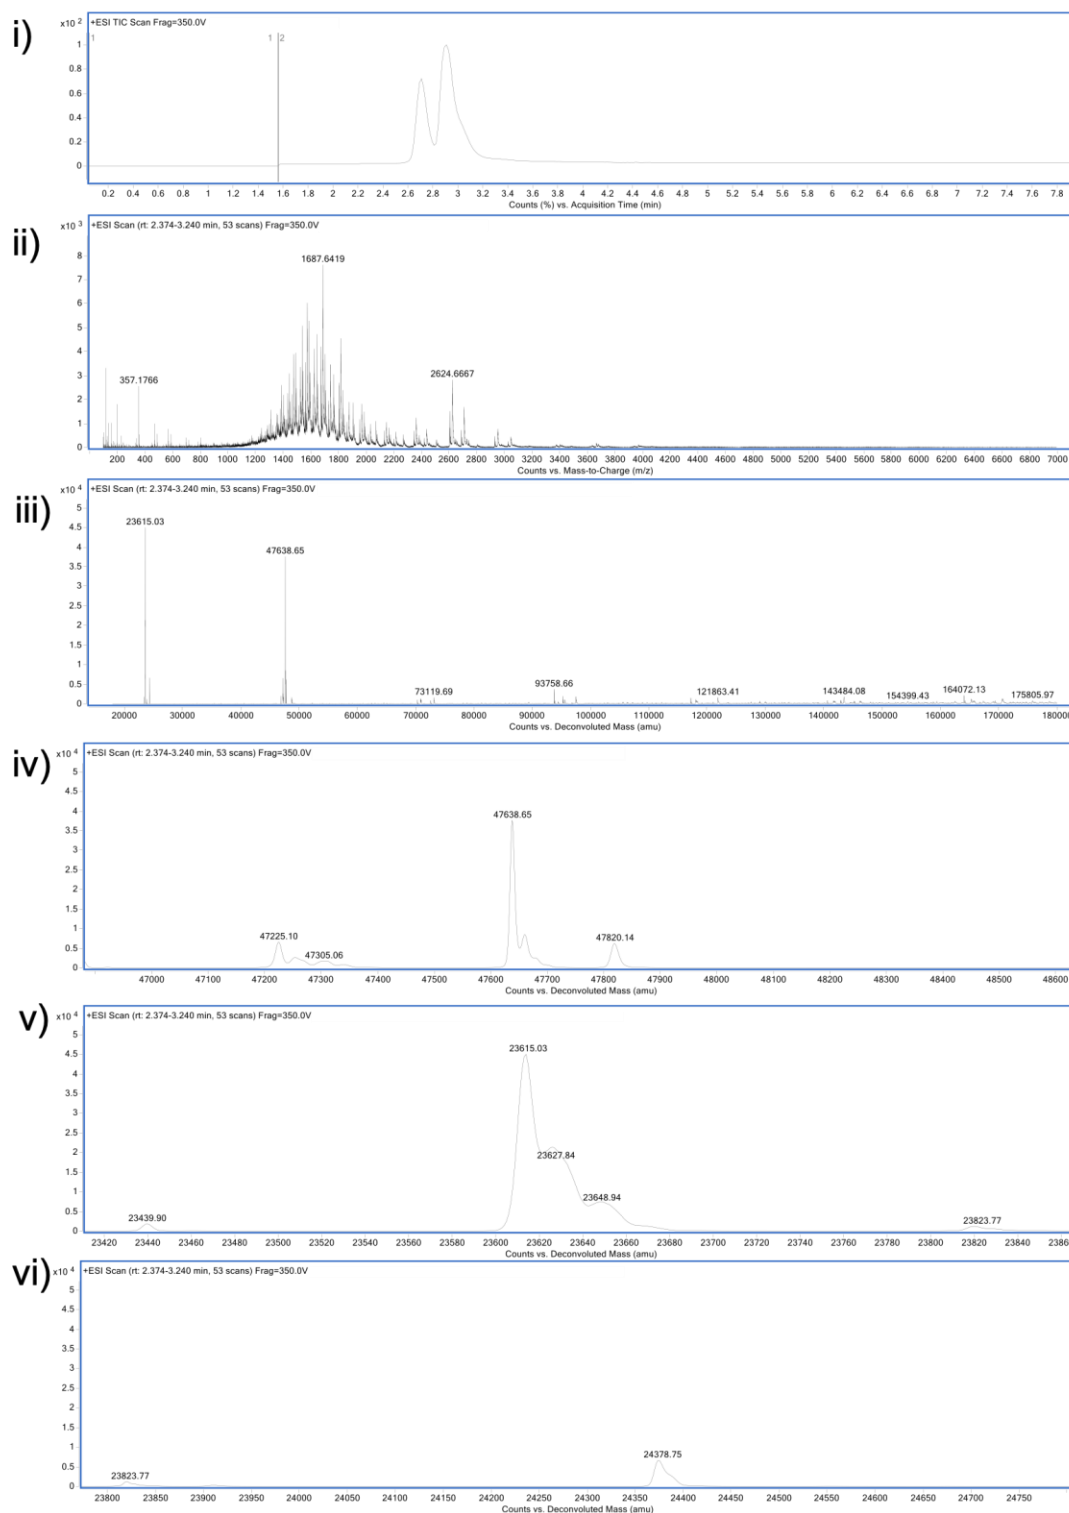 i)
+ESI TIC Scan Frag=350.0V
x10 2
1
1 2
1
0.8
0.6
0.4
0.2
0
0.2 0.4 0.6 0.8 1 1.2 1.4 1.6 1.8 2 2.2 2.4 2.6 2.8 3 3.2 3.4 3.6 3.8 4 4.2 4.4 4.6 4.8 5 5.2 5.4 5.6 5.8 6 6.2 6.4 6.6 6.8 7 7.2 7.4 7.6 7.8
Counts (%) vs. Acquisition Time (min)
ii)
+ESI Scan (rt: 2.374-3.240 min, 53 scans) Frag=350.0V
x10 3
8
7
6
5
4
3
2
1
0
1687.6419
2624.6667
357.1766
200 400 600 800 1000 1200 1400 1600 1800 2000 2200 2400 2600 2800 3000 3200 3400 3600 3800 4000 4200 4400 4600 4800 5000 5200 5400 5600 5800 6000 6200 6400 6600 6800 7000
Counts vs. Mass-to-Charge (m/z)
iii)
+ESI Scan (rt: 2.374-3.240 min, 53 scans) Frag=350.0V
x10 4
5
4.5
4
3.5
3
2.5
2
1.5
1
0.5
0
23615.03
47638.65
73119.69
93758.66
121863.41
143484.08
154399.43
164072.13
175805.97
20000 30000 40000 50000 60000 70000 80000 90000 100000 110000 120000 130000 140000 150000 160000 170000 180000
Counts vs. Deconvoluted Mass (amu)
iv)
+ESI Scan (rt: 2.374-3.240 min, 53 scans) Frag=350.0V
x10 4
5
4.5
4
3.5
3
2.5
2
1.5
1
0.5
0
47638.65
47225.10
47305.06
47820.14
47000 47100 47200 47300 47400 47500 47600 47700 47800 47900 48000 48100 48200 48300 48400 48500 48600
Counts vs. Deconvoluted Mass (amu)
v)
+ESI Scan (rt: 2.374-3.240 min, 53 scans) Frag=350.0V
x10 4
5
4.5
4
3.5
3
2.5
2
1.5
1
0.5
0
23615.03
23627.84
23648.94
23439.90
23823.77
23420 23440 23460 23480 23500 23520 23540 23560 23580 23600 23620 23640 23660 23680 23700 23720 23740 23760 23780 23800 23820 23840 2386
Counts vs. Deconvoluted Mass (amu)
vi)
+ESI Scan (rt: 2.374-3.240 min, 53 scans) Frag=350.0V
x10 4
5
4.5
4
3.5
3
2.5
2
1.5
1
0.5
0
24378.75
23823.77
23800 23850 23900 23950 24000 24050 24100 24150 24200 24250 24300 24350 24400 24450 24500 24550 24600 24650 24700 24750
Counts vs. Deconvoluted Mass (amu)